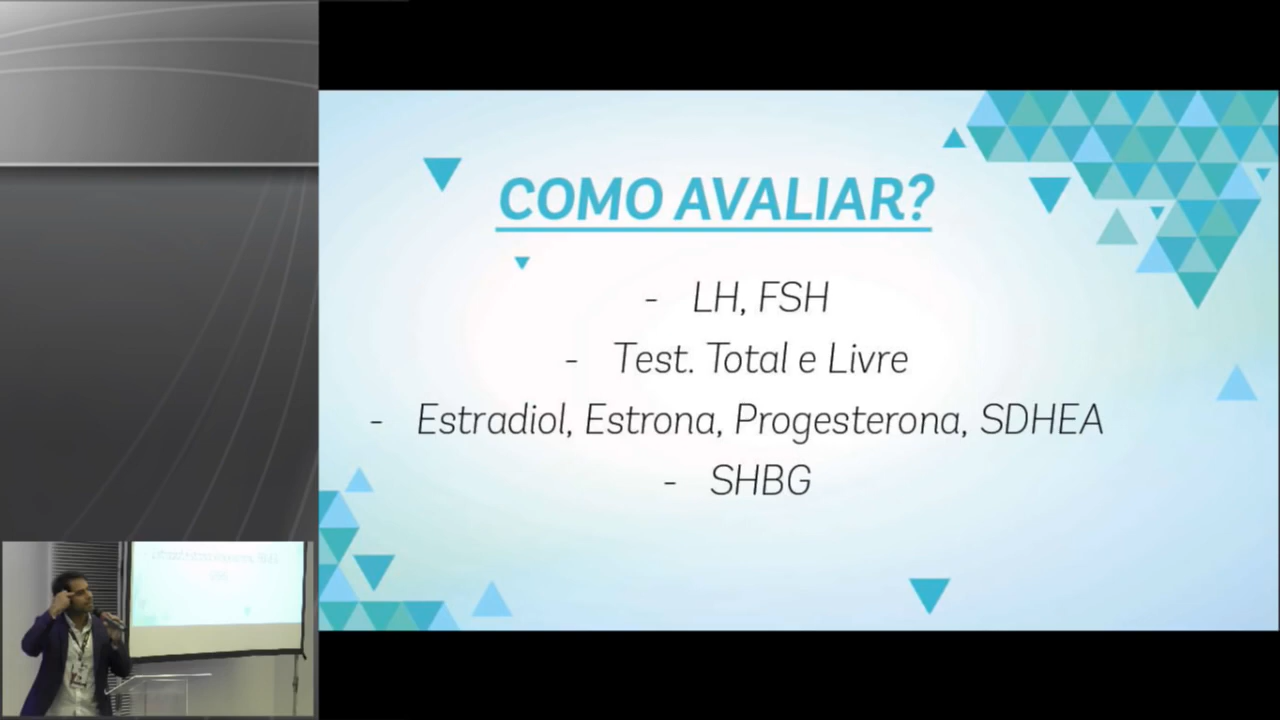 COMO AVALIAR?
- LH, FSH
- Test. Total e Livre
- Estradiol, Estrona, Progesterona, SDHEA
- SHBG